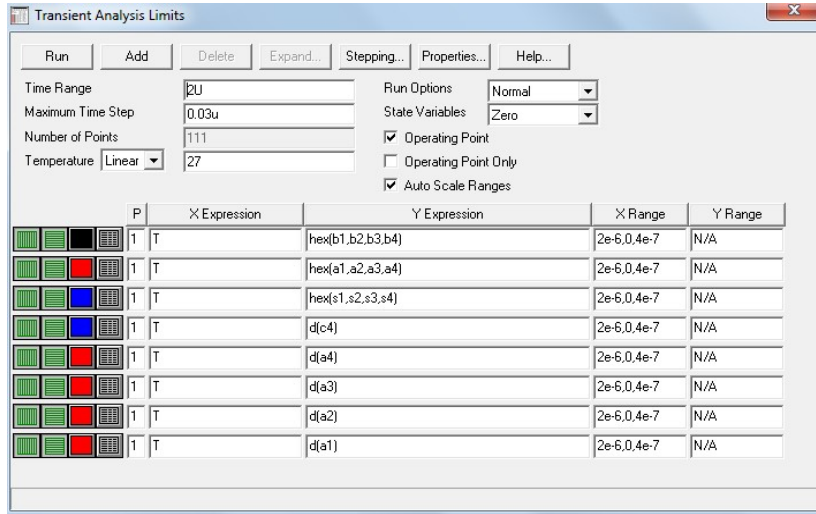 Transient Analysis Limits
Run Add Delete Expand... Stepping... Properties... Help...
Time Range 2U Run Options Normal
Maximum Time Step 0.03u State Variables Zero
Number of Points 111 Operating Point
Temperature Linear 27 Operating Point Only
Auto Scale Ranges
P X Expression Y Expression X Range Y Range
1 T hex(b1,b2,b3,b4) 2e-6,0,4e-7 N/A
1 T hex(a1,a2,a3,a4) 2e-6,0,4e-7 N/A
1 T hex(s1,s2,s3,s4) 2e-6,0,4e-7 N/A
1 T d(c4) 2e-6,0,4e-7 N/A
1 T d(a4) 2e-6,0,4e-7 N/A
1 T d(a3) 2e-6,0,4e-7 N/A
1 T d(a2) 2e-6,0,4e-7 N/A
1 T d(a1) 2e-6,0,4e-7 N/A